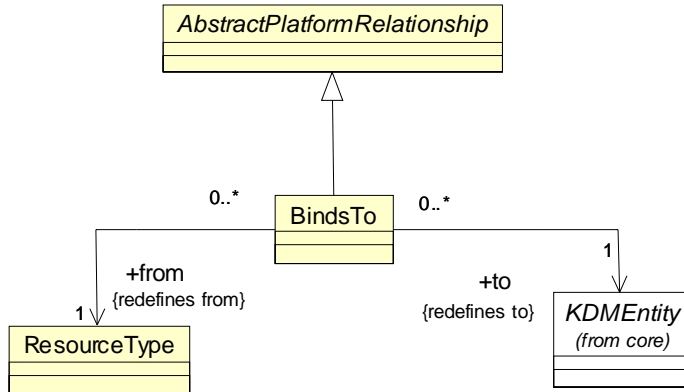 AbstractPlatformRelationship
0..*
BindsTo
0..*
+from
{redefines from}
1
+to
{redefines to}
1
ResourceType
KDMEntity
(from core)